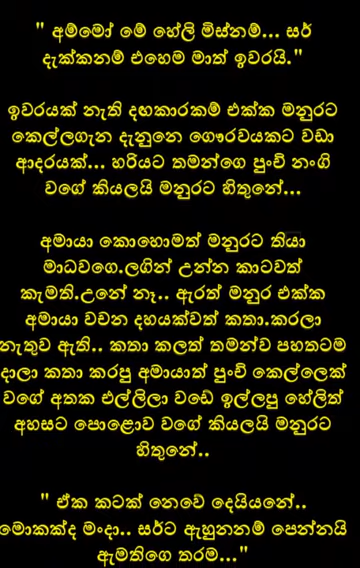 " අම්මෝ මේ හේලි මිස්නම්... සර්
දැක්කනම් එහෙම මාත් ඉවරයි."
ඉවරයක් නැති දඟකාරකම් එක්ක මනුරට
කෙල්ලගැන දැනුනෙ ගෞරවයකට වඩා
ආදරයක්... හරියට තමන්ගෙ පුංචි නංගි
වගේ කියලයි මනුරට හිතුනේ...
අමායා කොහොමත් මනුරට තියා
මාධවගෙ.ලගින් උන්න කාටවත්
කැමති.උනේ නෑ.. ඇරත් මනුර එක්ක
අමායා වචන දහයක්වත් කතා.කරලා
නැතුව ඇති.. කතා කලත් තමන්ව පහතටම
දාලා කතා කරපු අමායාත් පුංචි කෙල්ලෙක්
වගේ අතක එල්ලිලා වඩේ ඉල්ලපු හේලිත්
අහසට පොළොව වගේ කියලයි මනුරට
හිතුනේ..
" ඒක කටක් නෙවේ දෙයියනේ..
මොකක්ද මංදා.. සර්ට ඇහුනනම් පෙන්නයි
ඇමතිගෙ තරම..."